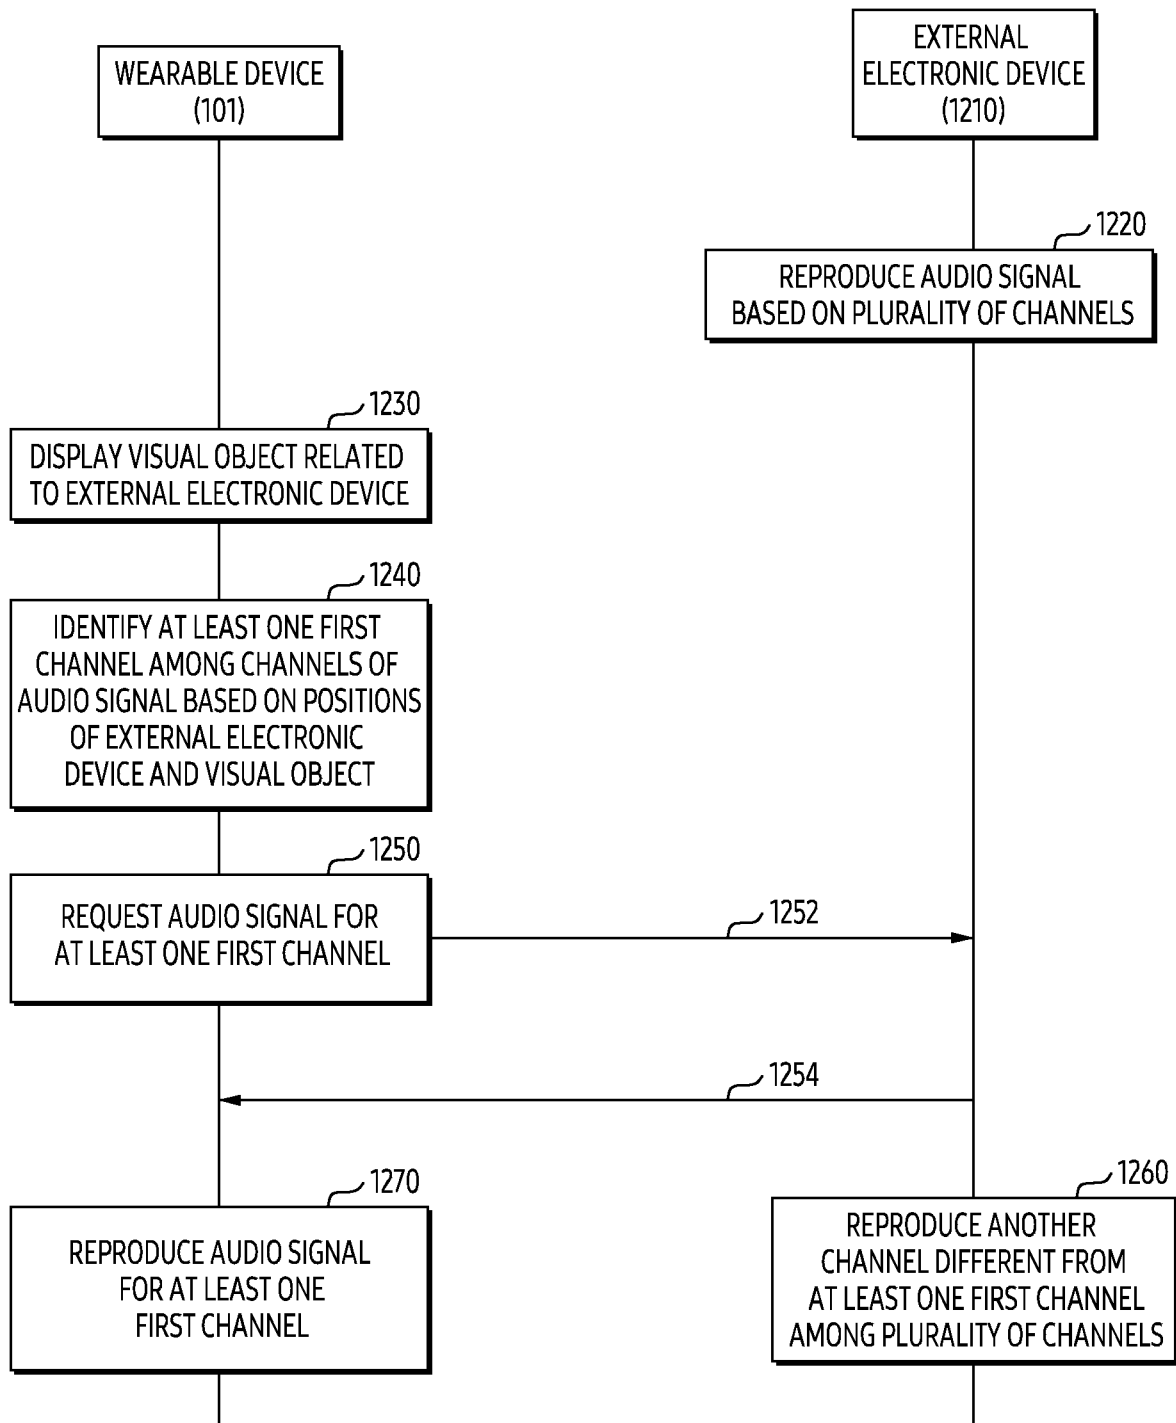 WEARABLE DEVICE
(101)
EXTERNAL
ELECTRONIC DEVICE
(1210)
1220
REPRODUCE AUDIO SIGNAL
BASED ON PLURALITY OF CHANNELS
1230
DISPLAY VISUAL OBJECT RELATED
TO EXTERNAL ELECTRONIC DEVICE
1240
IDENTIFY AT LEAST ONE FIRST
CHANNEL AMONG CHANNELS OF
AUDIO SIGNAL BASED ON POSITIONS
OF EXTERNAL ELECTRONIC
DEVICE AND VISUAL OBJECT
1250
REQUEST AUDIO SIGNAL FOR
AT LEAST ONE FIRST CHANNEL
1252
1254
1270
REPRODUCE AUDIO SIGNAL
FOR AT LEAST ONE
FIRST CHANNEL
1260
REPRODUCE ANOTHER
CHANNEL DIFFERENT FROM
AT LEAST ONE FIRST CHANNEL
AMONG PLURALITY OF CHANNELS